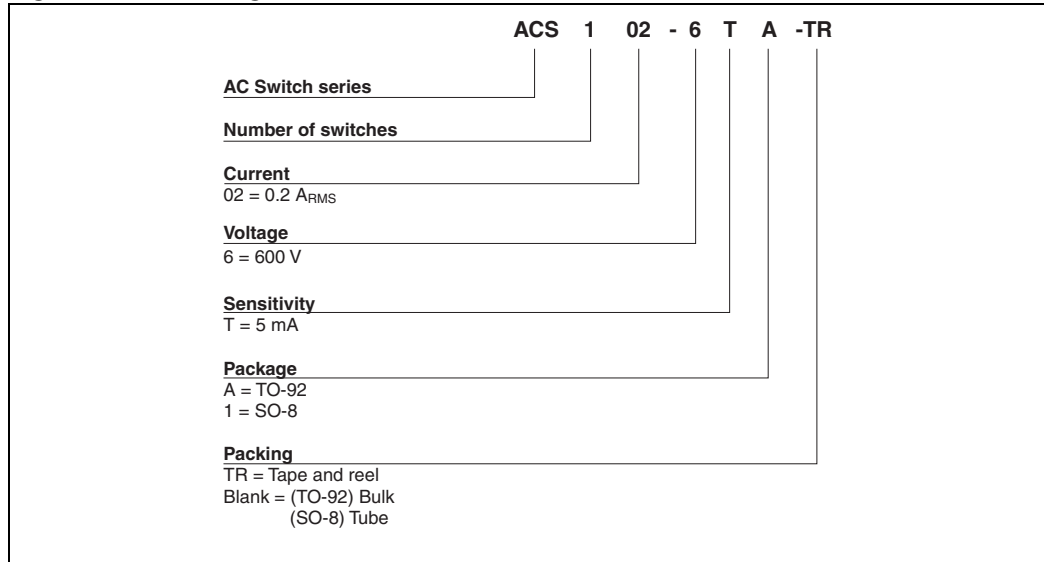 ACS 1 02 - 6 T A -TR
AC Switch series
Number of switches
Current
02 = 0.2 ARMS
Voltage
6 = 600 V
Sensitivity
T = 5 mA
Package
A = TO-92
1 = SO-8
Packing
TR = Tape and reel
Blank = (TO-92) Bulk
(SO-8) Tube